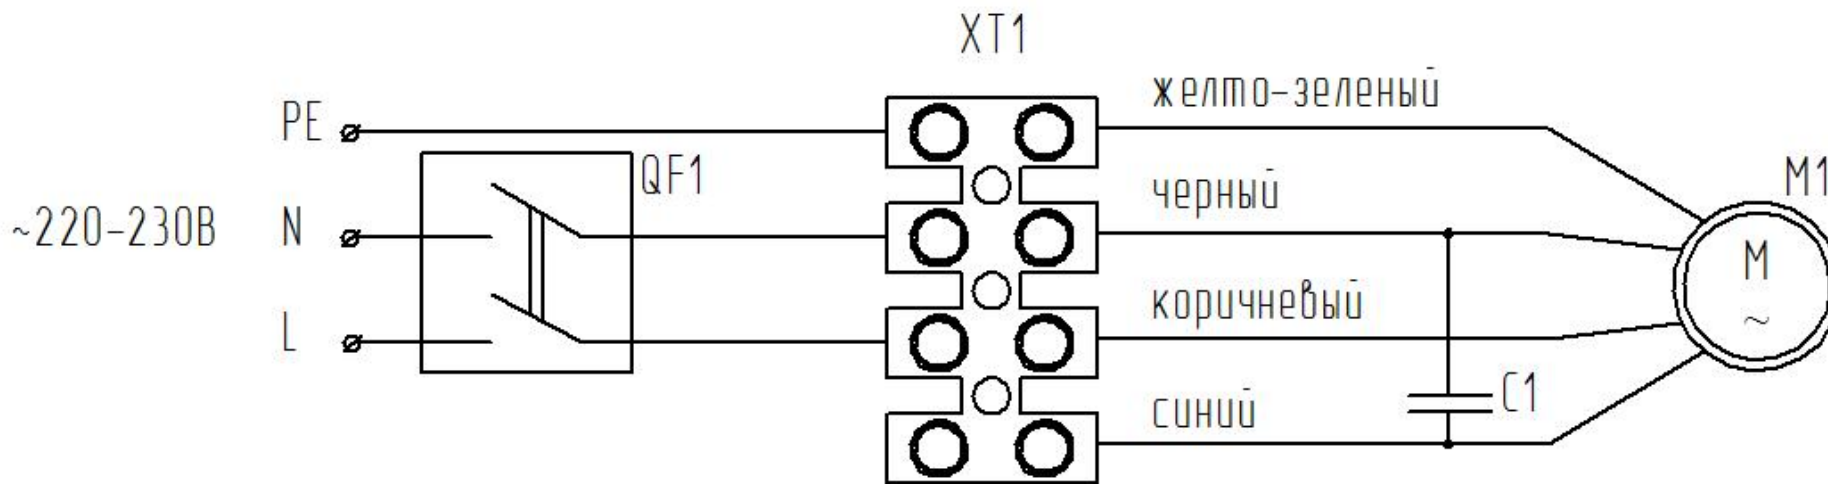 XT1
PE
желто-зеленый
QF1
черный
M1
~220-230В
N
M
~
L
коричневый
C1
синий